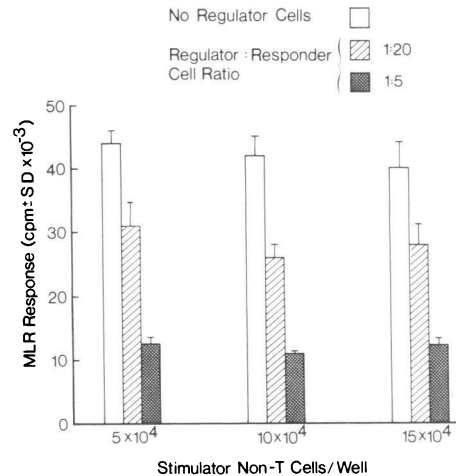 No Regulator Cells
Regulator : Responder
Cell Ratio
1:20
1:5
MLR Response (cpm ± SD ×10⁻³)
50
40
30
20
10
0
5×10⁴
10×10⁴
15×10⁴
Stimulator Non-T Cells/Well